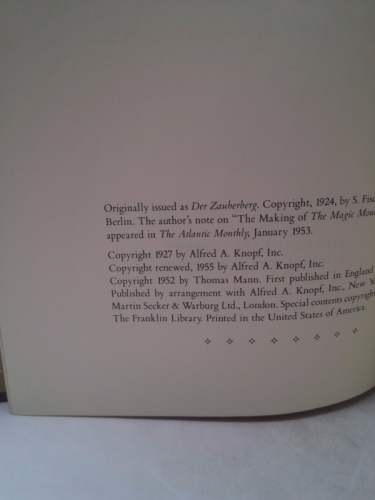 Originally issued as Der Zauberberg. Copyright, 1924, by S. Fisc
Berlin. The author's note on "The Making of The Magic Mou
appeared in The Atlantic Monthly, January 1953.
Copyright 1927 by Alfred A. Knopf, Inc.
Copyright renewed, 1955 by Alfred A. Knopf, Inc.
Copyright 1952 by Thomas Mann. First published in England
Published by arrangement with Alfred A. Knopf, Inc., New Y
Martin Secker & Warburg Ltd., London. Special contents copyright
The Franklin Library. Printed in the United States of America.